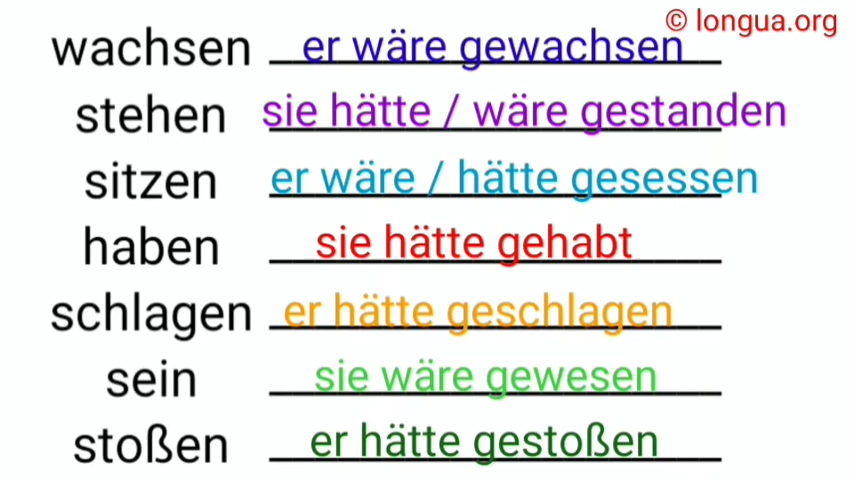 © longua.org
wachsen er wäre gewachsen
stehen sie hätte / wäre gestanden
sitzen er wäre / hätte gesessen
haben sie hätte gehabt
schlagen er hätte geschlagen
sein sie wäre gewesen
stoßen er hätte gestoßen